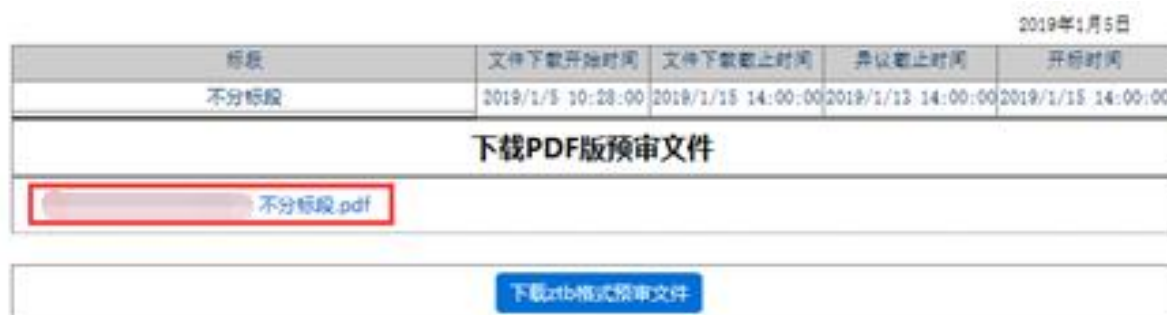 2019年1月5日
标段 文件下载开始时间 文件下载截止时间 异议截止时间 开标时间
不分标段 2019/1/5 10:28:00 2019/1/15 14:00:00 2019/1/13 14:00:00 2019/1/15 14:00:00
下载PDF版预审文件
不分标段.pdf
下载ztb格式预审文件